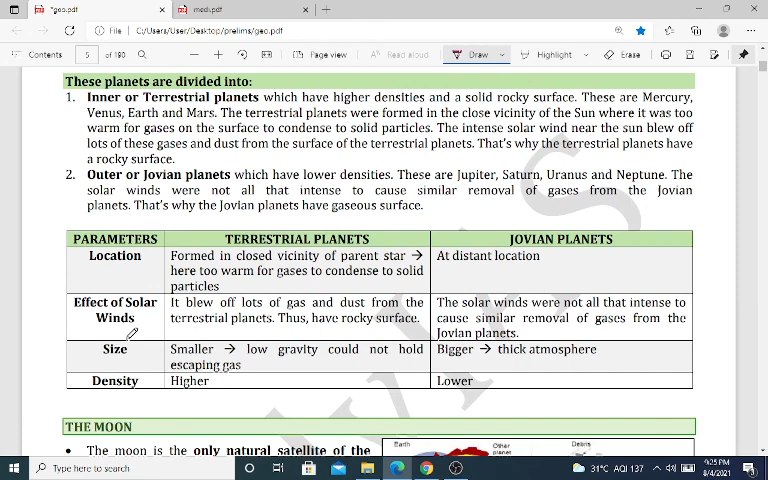 *geo.pdf
medi.pdf
File
C:/Users/User/Desktop/prelims/geo.pdf
Contents
5
of 190
Page view
Read aloud
Draw
Highlight
Erase
These planets are divided into:
1. Inner or Terrestrial planets which have higher densities and a solid rocky surface. These are Mercury,
Venus, Earth and Mars. The terrestrial planets were formed in the close vicinity of the Sun where it was too
warm for gases on the surface to condense to solid particles. The intense solar wind near the sun blew off
lots of these gases and dust from the surface of the terrestrial planets. That's why the terrestrial planets have
a rocky surface.
2. Outer or Jovian planets which have lower densities. These are Jupiter, Saturn, Uranus and Neptune. The
solar winds were not all that intense to cause similar removal of gases from the Jovian
planets. That's why the Jovian planets have gaseous surface.
PARAMETERS TERRESTRIAL PLANETS JOVIAN PLANETS
Location Formed in closed vicinity of parent star → At distant location
here too warm for gases to condense to solid
particles
Effect of Solar It blew off lots of gas and dust from the The solar winds were not all that intense to
Winds terrestrial planets. Thus, have rocky surface. cause similar removal of gases from the
Jovian planets.
Size Smaller → low gravity could not hold Bigger → thick atmosphere
escaping gas
Density Higher Lower
THE MOON
• The moon is the only natural satellite of the
Earth
Other
planet
Debris
Type here to search
31°C AQI 137
9:25 PM
8/4/2021